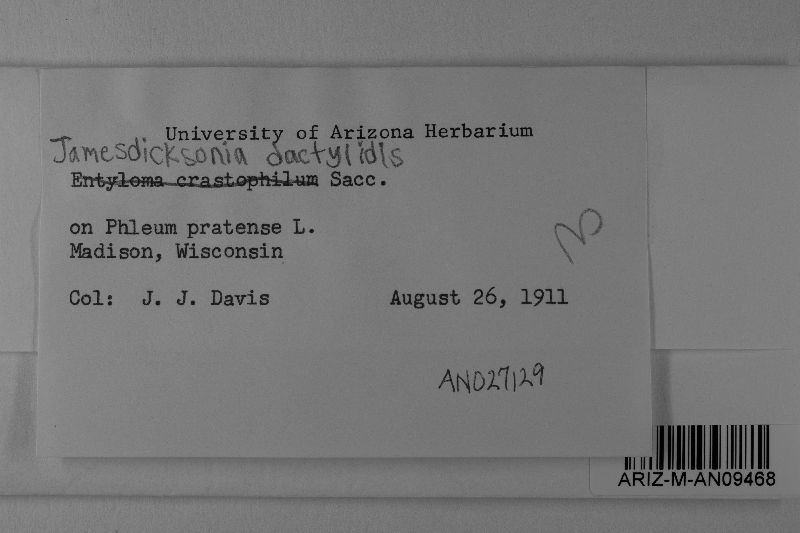 University of Arizona Herbarium
Jamesdicksonia dactylidis
Entyloma crastophilum Sacc.
on Phleum pratense L.
Madison, Wisconsin
Col: J. J. Davis August 26, 1911
AN027129
ARIZ-M-AN09468